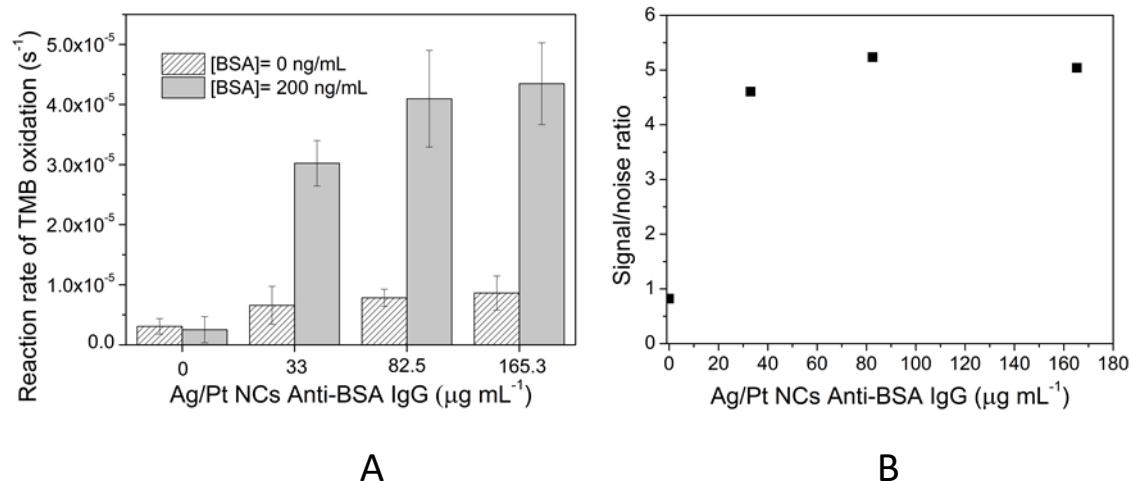 Reaction rate of TMB oxidation (s⁻¹)
5.0x10⁻⁵
4.0x10⁻⁵
3.0x10⁻⁵
2.0x10⁻⁵
1.0x10⁻⁵
0.0
[BSA]= 0 ng/mL
[BSA]= 200 ng/mL
0 33 82.5 165.3
Ag/Pt NCs Anti-BSA IgG (μg mL⁻¹)
A
Signal/noise ratio
6
5
4
3
2
1
0
0 20 40 60 80 100 120 140 160 180
Ag/Pt NCs Anti-BSA IgG (μg mL⁻¹)
B